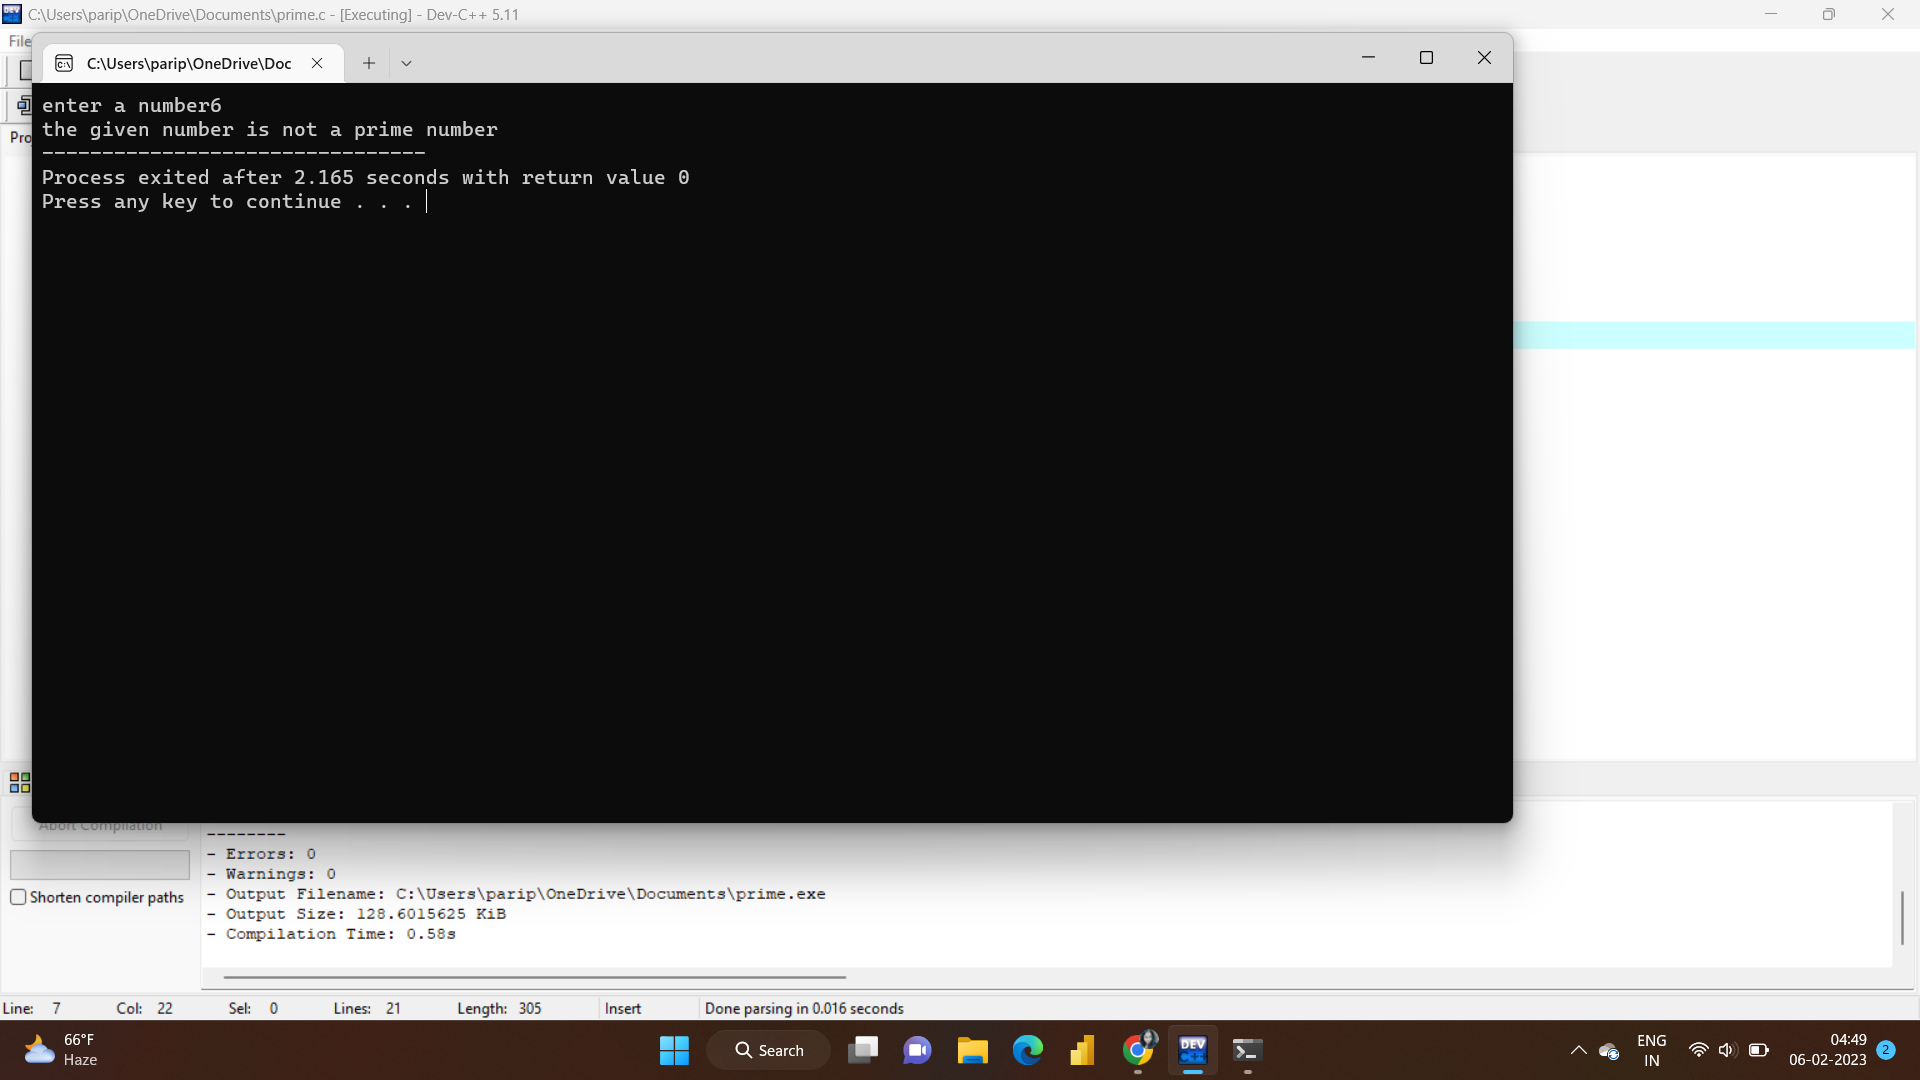 C:\Users\parip\OneDrive\Documents\prime.c - [Executing] - Dev-C++ 5.11
File
C:\Users\parip\OneDrive\Doc
enter a number6
the given number is not a prime number
--------------------------------
Process exited after 2.165 seconds with return value 0
Press any key to continue . . .
Abort Compilation
--------
- Errors: 0
- Warnings: 0
- Output Filename: C:\Users\parip\OneDrive\Documents\prime.exe
Shorten compiler paths
- Output Size: 128.6015625 KiB
- Compilation Time: 0.58s
Line: 7 Col: 22 Sel: 0 Lines: 21 Length: 305 Insert Done parsing in 0.016 seconds
66°F
Haze
Search
DEV
C++
ENG
IN
04:49
06-02-2023
2